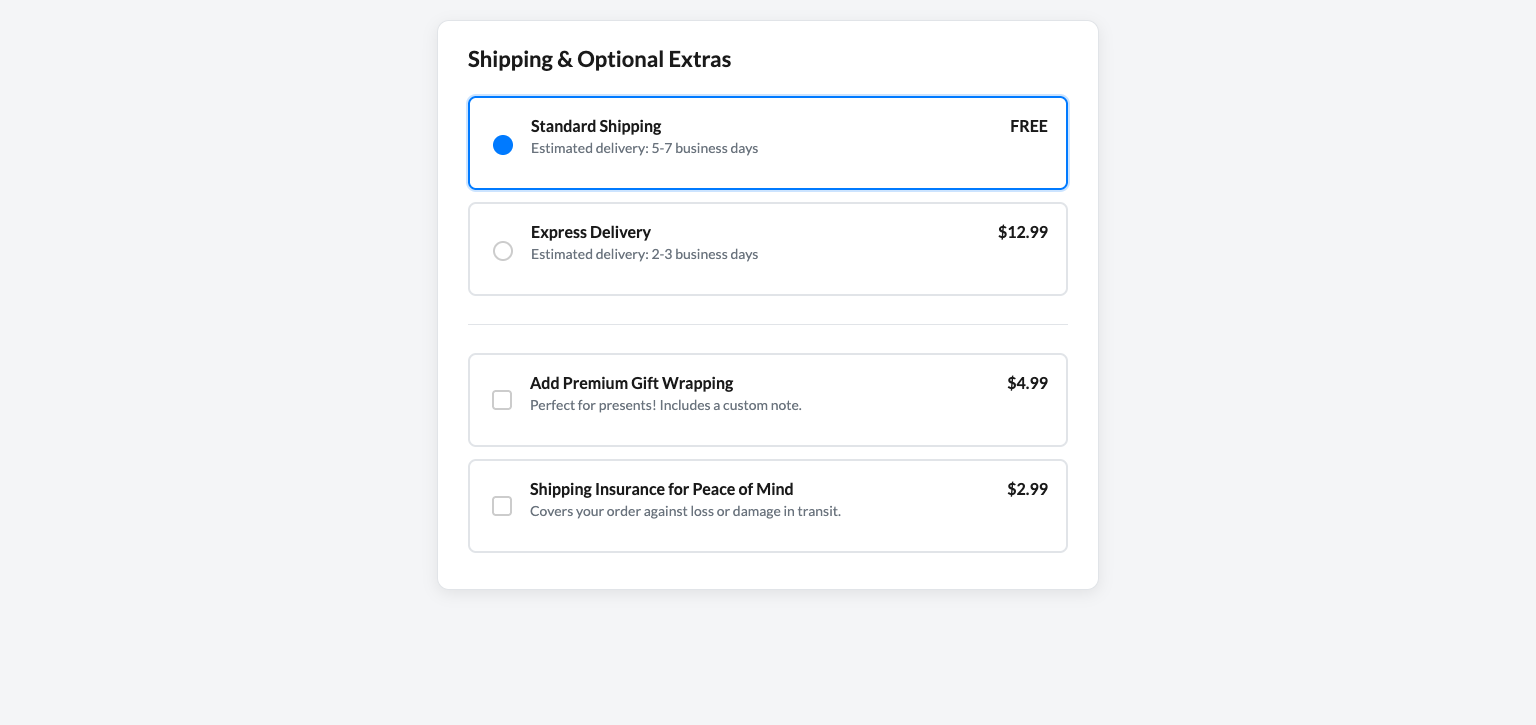 Shipping & Optional Extras
Standard Shipping FREE
Estimated delivery: 5-7 business days
Express Delivery $12.99
Estimated delivery: 2-3 business days
Add Premium Gift Wrapping $4.99
Perfect for presents! Includes a custom note.
Shipping Insurance for Peace of Mind $2.99
Covers your order against loss or damage in transit.